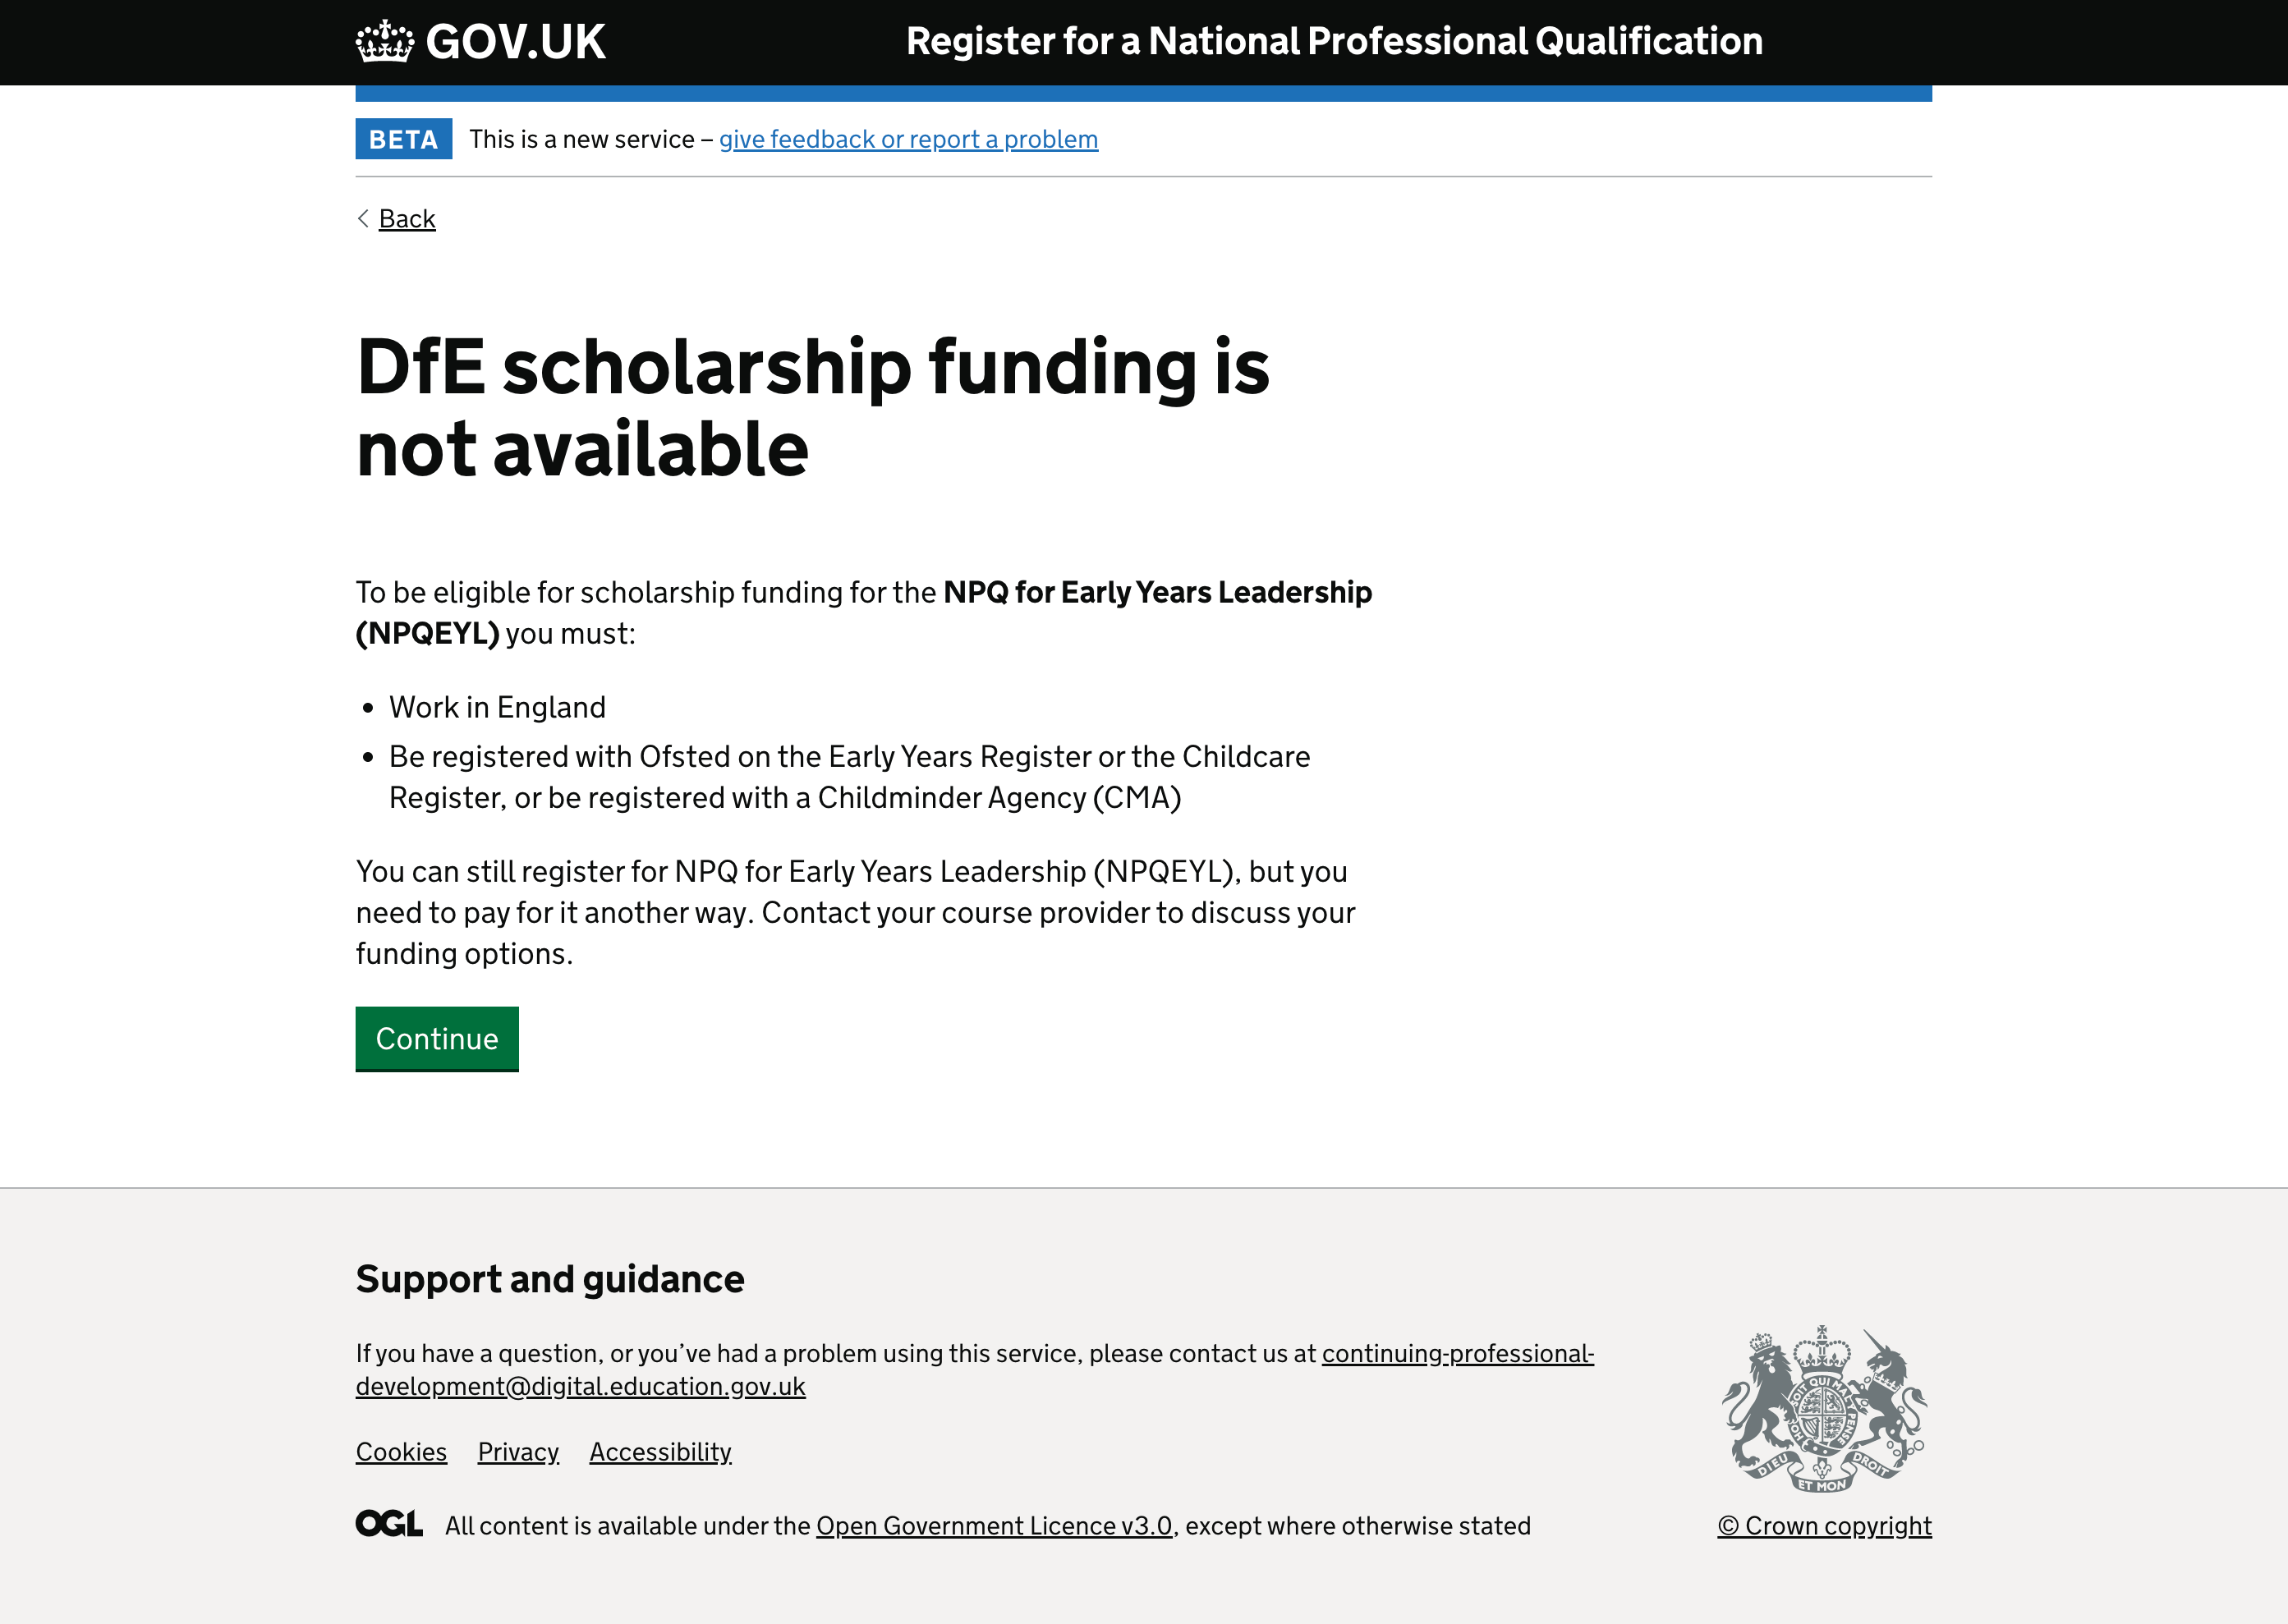 GOV.UK
Register for a National Professional Qualification
BETA
This is a new service – give feedback or report a problem
Back
DfE scholarship funding is
not available
To be eligible for scholarship funding for the NPQ for Early Years Leadership
(NPQEYL) you must:
• Work in England
• Be registered with Ofsted on the Early Years Register or the Childcare
Register, or be registered with a Childminder Agency (CMA)
You can still register for NPQ for Early Years Leadership (NPQEYL), but you
need to pay for it another way. Contact your course provider to discuss your
funding options.
Continue
Support and guidance
If you have a question, or you’ve had a problem using this service, please contact us at continuing-professional-
development@digital.education.gov.uk
Cookies Privacy Accessibility
OGL All content is available under the Open Government Licence v3.0, except where otherwise stated
SOIT QUI MAL
PENSE
HON
DIEU
ET MON
DROIT
© Crown copyright